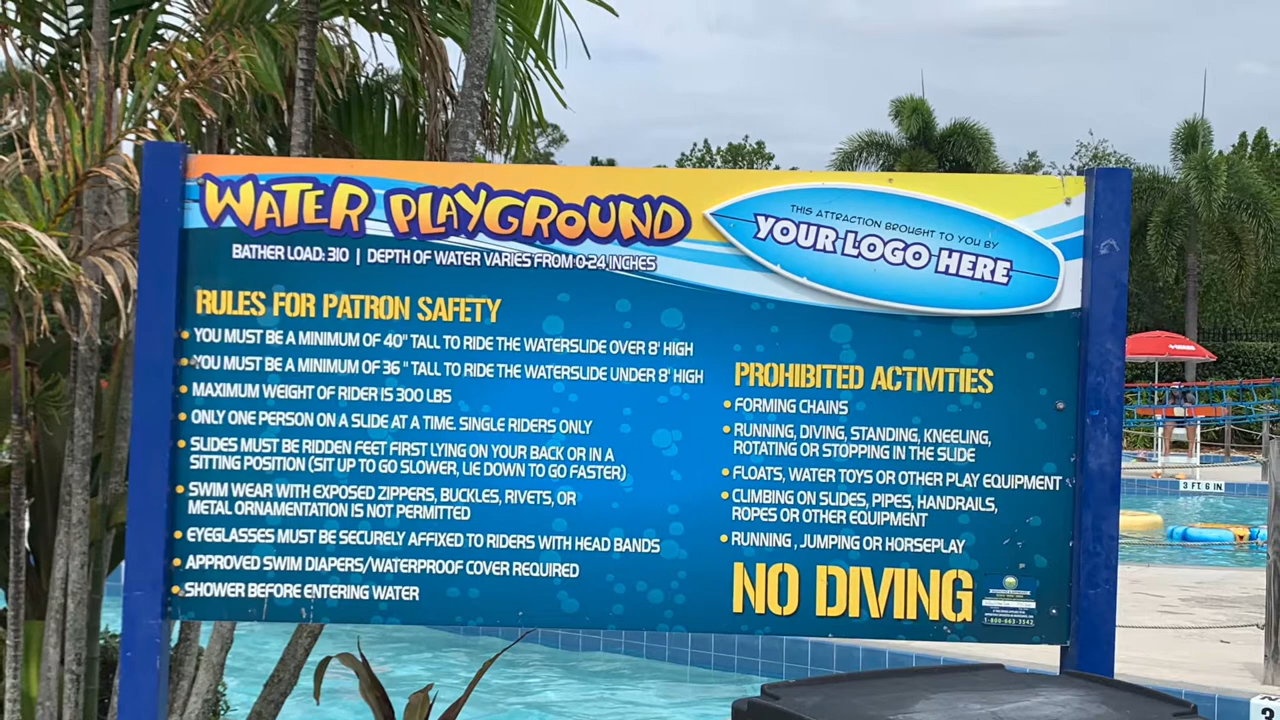 WATER PLAYGROUND
BATHER LOAD: 310 | DEPTH OF WATER VARIES FROM 0-24 INCHES
THIS ATTRACTION BROUGHT TO YOU BY
YOUR LOGO HERE
RULES FOR PATRON SAFETY
• YOU MUST BE A MINIMUM OF 40" TALL TO RIDE THE WATERSLIDE OVER 8' HIGH
• YOU MUST BE A MINIMUM OF 36 " TALL TO RIDE THE WATERSLIDE UNDER 8' HIGH
• MAXIMUM WEIGHT OF RIDER IS 300 LBS
• ONLY ONE PERSON ON A SLIDE AT A TIME. SINGLE RIDERS ONLY
• SLIDES MUST BE RIDDEN FEET FIRST LYING ON YOUR BACK OR IN A
SITTING POSITION (SIT UP TO GO SLOWER, LIE DOWN TO GO FASTER)
• SWIM WEAR WITH EXPOSED ZIPPERS, BUCKLES, RIVETS, OR
METAL ORNAMENTATION IS NOT PERMITTED
• EYEGLASSES MUST BE SECURELY AFFIXED TO RIDERS WITH HEAD BANDS
• APPROVED SWIM DIAPERS/WATERPROOF COVER REQUIRED
• SHOWER BEFORE ENTERING WATER
PROHIBITED ACTIVITIES
• FORMING CHAINS
• RUNNING, DIVING, STANDING, KNEELING,
ROTATING OR STOPPING IN THE SLIDE
• FLOATS, WATER TOYS OR OTHER PLAY EQUIPMENT
• CLIMBING ON SLIDES, PIPES, HANDRAILS,
ROPES OR OTHER EQUIPMENT
• RUNNING , JUMPING OR HORSEPLAY
NO DIVING
1-800-663-3542
3 FT 6 IN